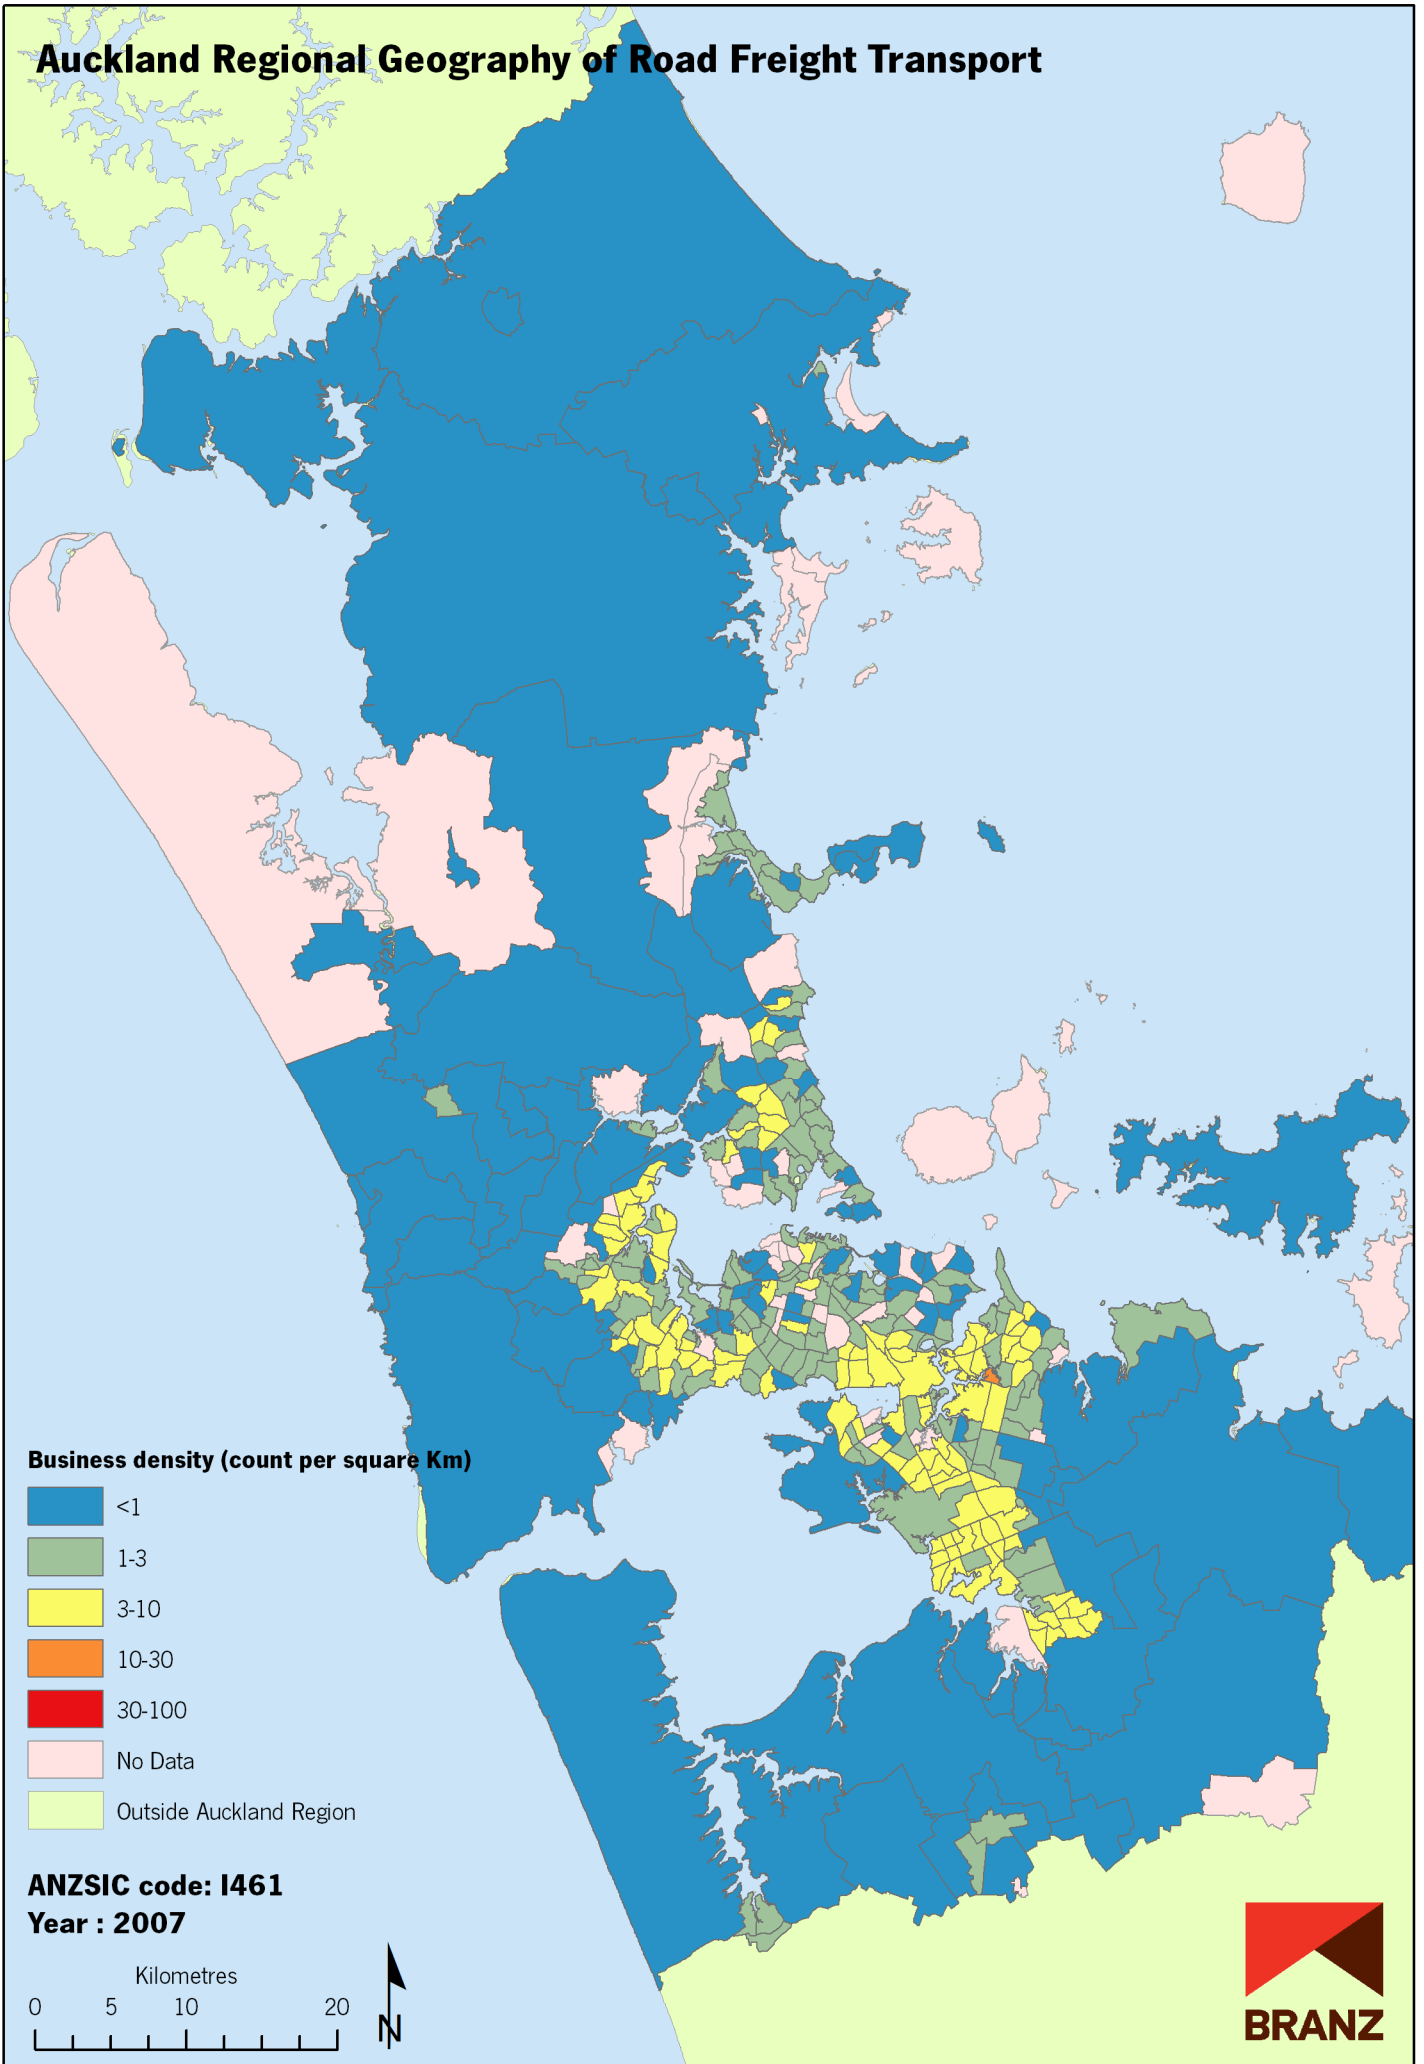 Auckland Regional Geography of Road Freight Transport
Business density (count per square Km)
<1
1-3
3-10
10-30
30-100
No Data
Outside Auckland Region
ANZSIC code: I461
Year : 2007
Kilometres
0 5 10 20
N
BRANZ